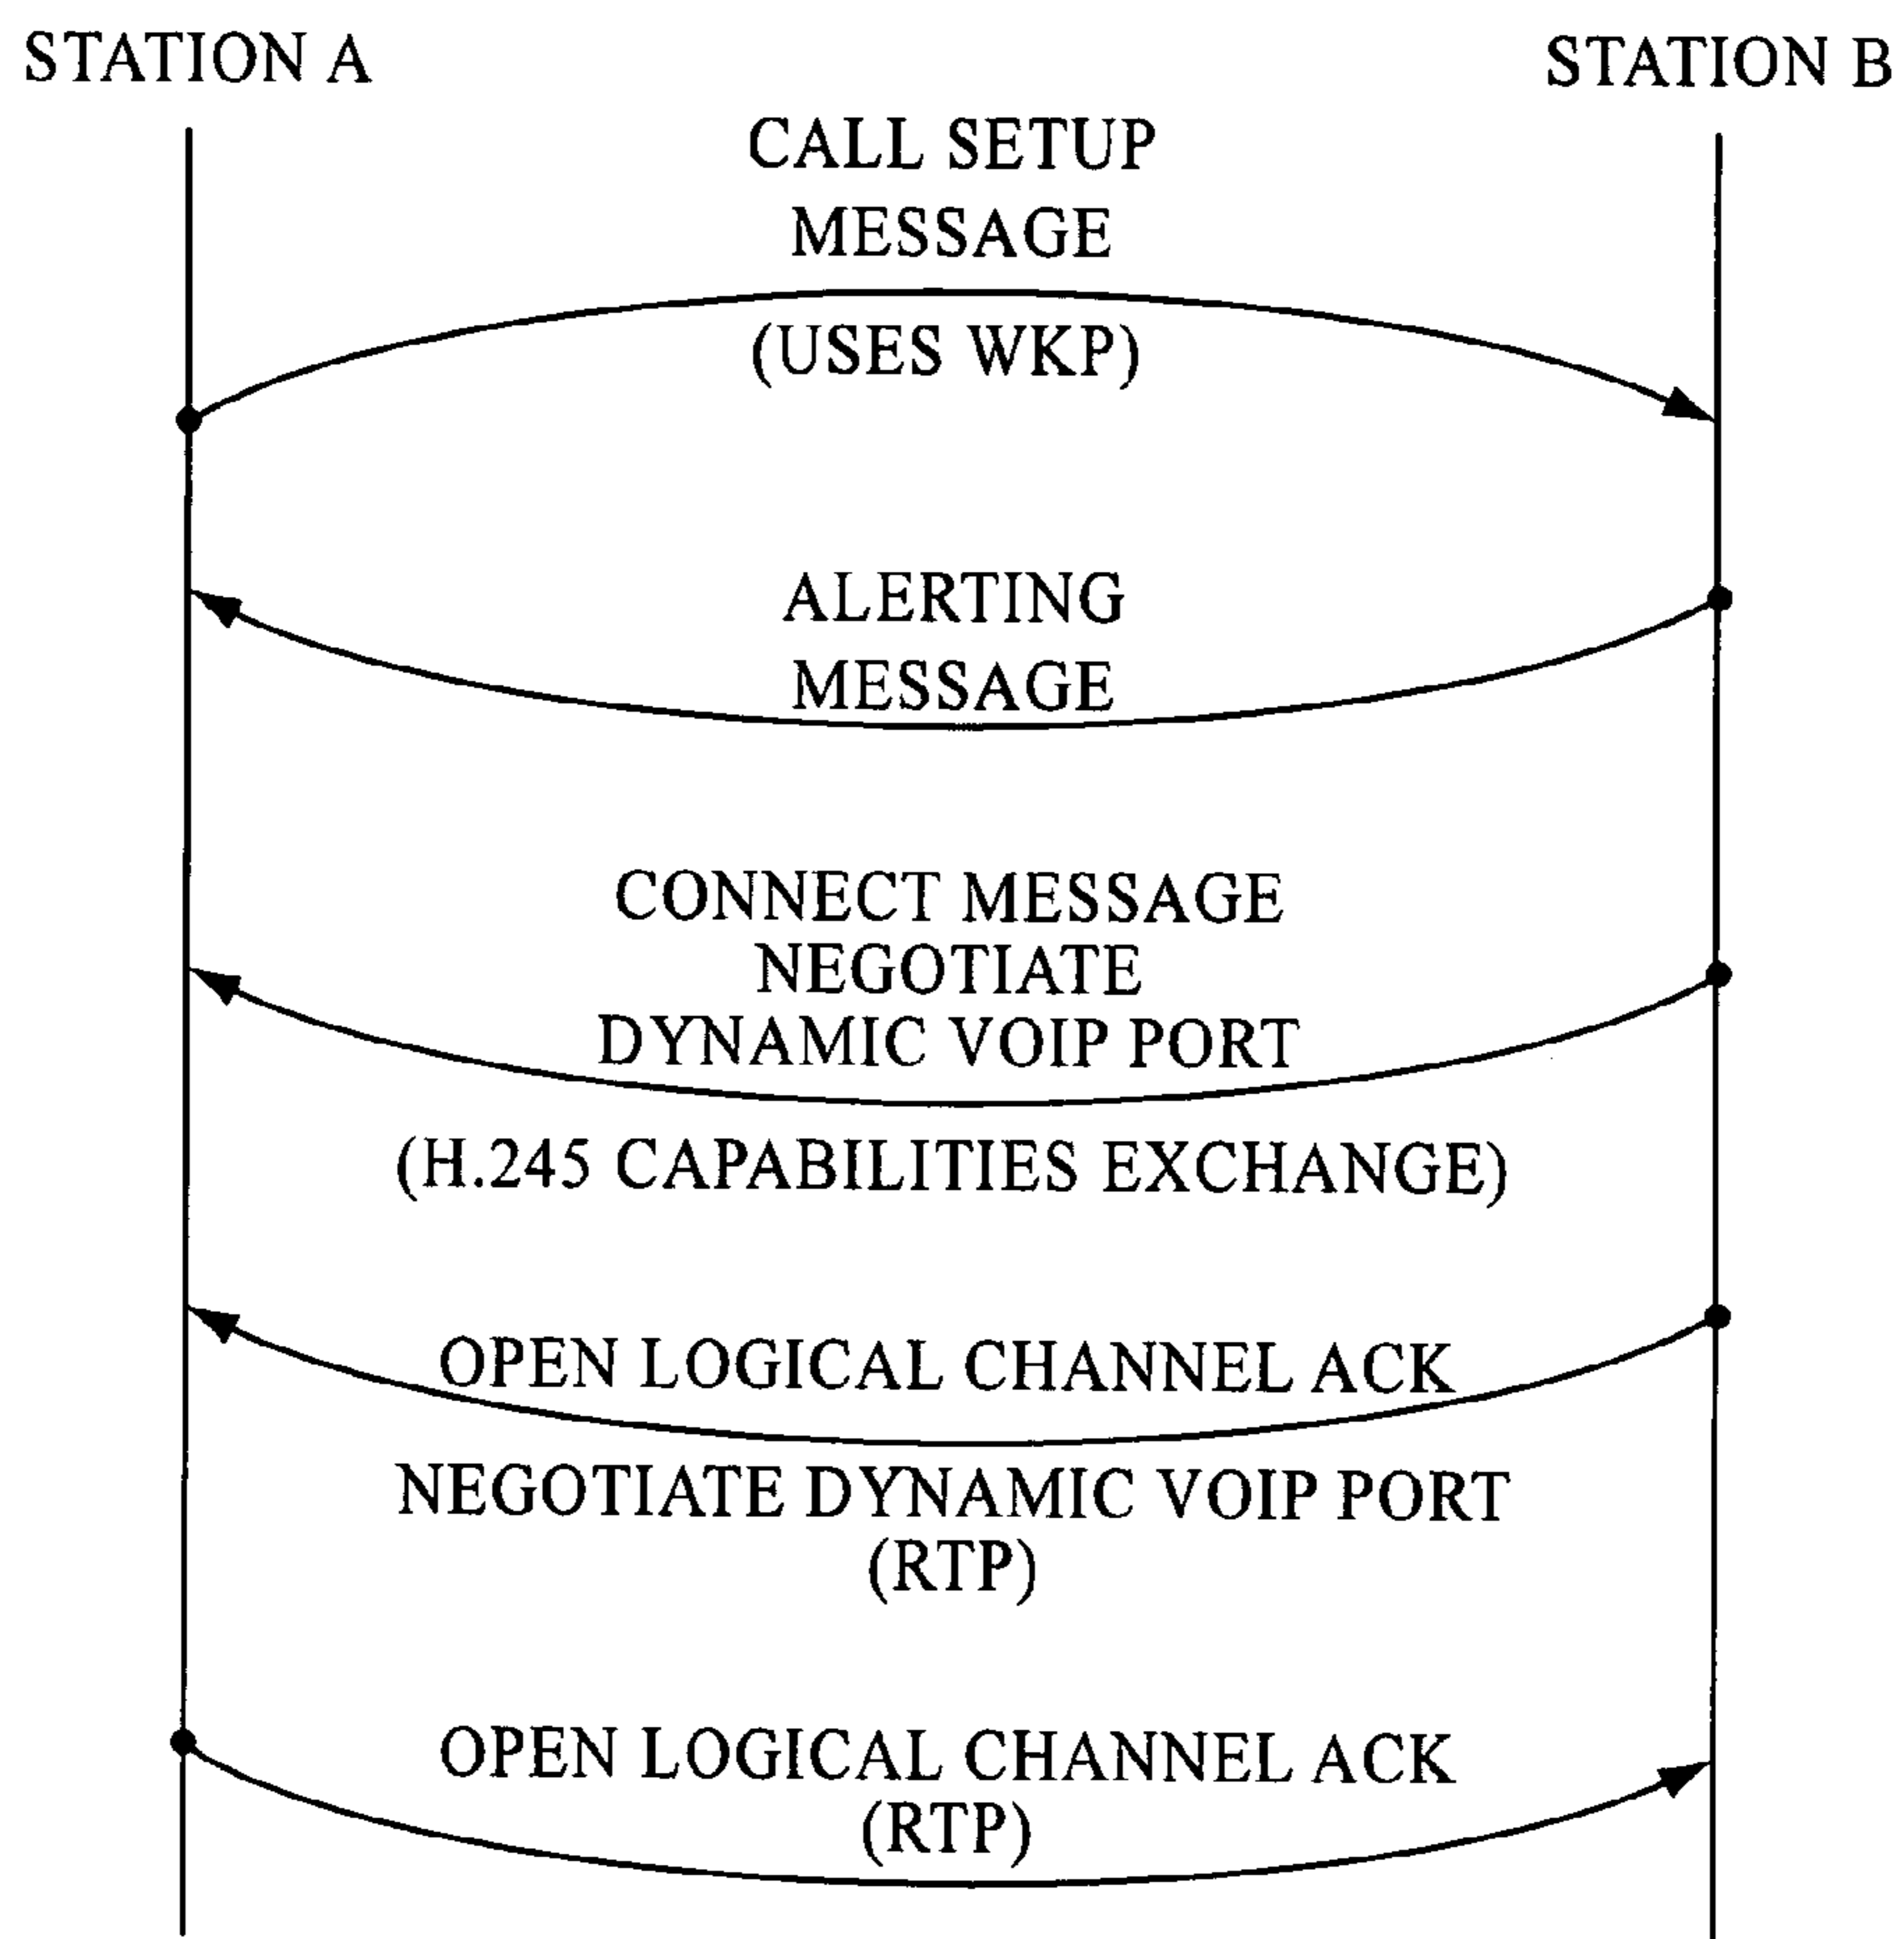 STATION A
STATION B
CALL SETUP
MESSAGE
(USES WKP)
ALERTING
MESSAGE
CONNECT MESSAGE
NEGOTIATE
DYNAMIC VOIP PORT
(H.245 CAPABILITIES EXCHANGE)
OPEN LOGICAL CHANNEL ACK
NEGOTIATE DYNAMIC VOIP PORT
(RTP)
OPEN LOGICAL CHANNEL ACK
(RTP)